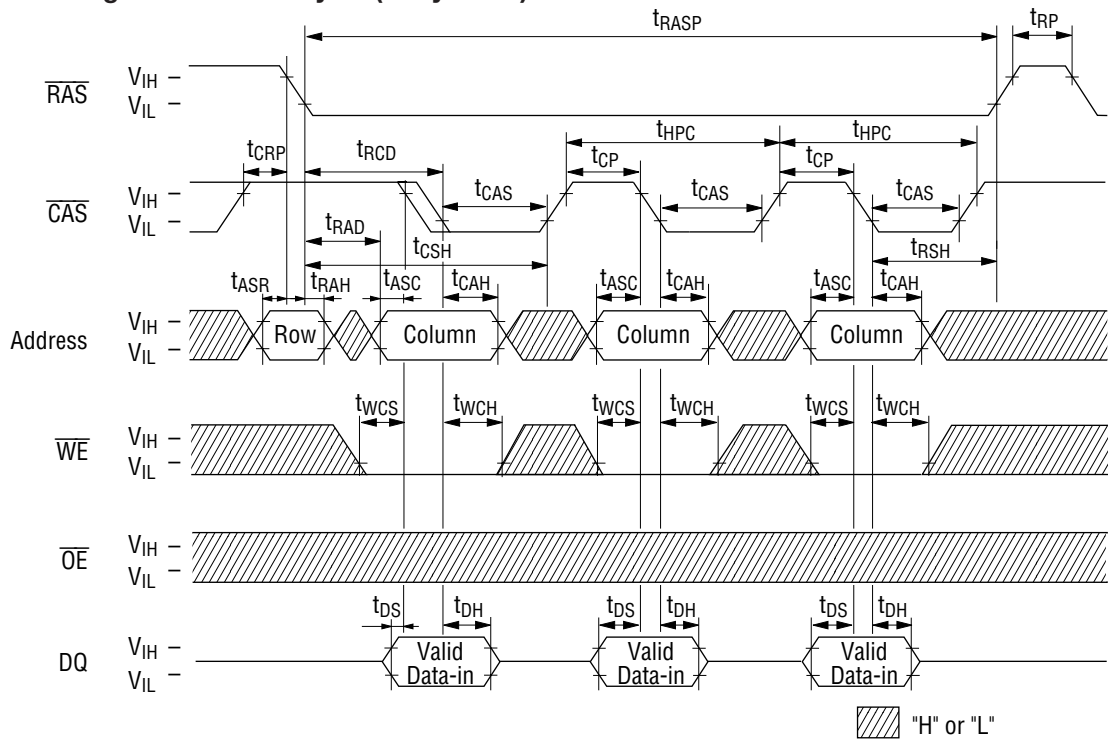 tRASP
tRP
RAS
VIH
VIL
tCRP
tRCD
tHPC
tHPC
tCP
tCP
CAS
VIH
VIL
tCAS
tCAS
tCAS
tRAD
tCSH
tRSH
tASR
tRAH
tASC
tCAH
tASC
tCAH
tASC
tCAH
Address
VIH
VIL
Row
Column
Column
Column
tWCS
tWCH
tWCS
tWCH
tWCS
tWCH
WE
VIH
VIL
OE
VIH
VIL
tDS
tDH
tDS
tDH
tDS
tDH
DQ
VIH
VIL
Valid
Data-in
Valid
Data-in
Valid
Data-in
"H" or "L"